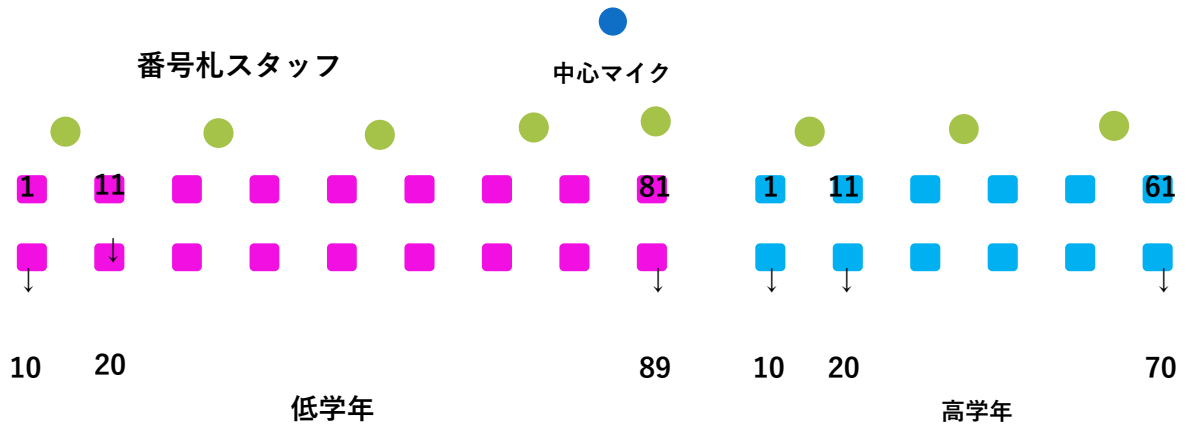 番号札スタッフ
中心マイク
1 11 81 1 11 61
↓ ↓ ↓ ↓ ↓ ↓
10 20 89 10 20 70
低学年 高学年